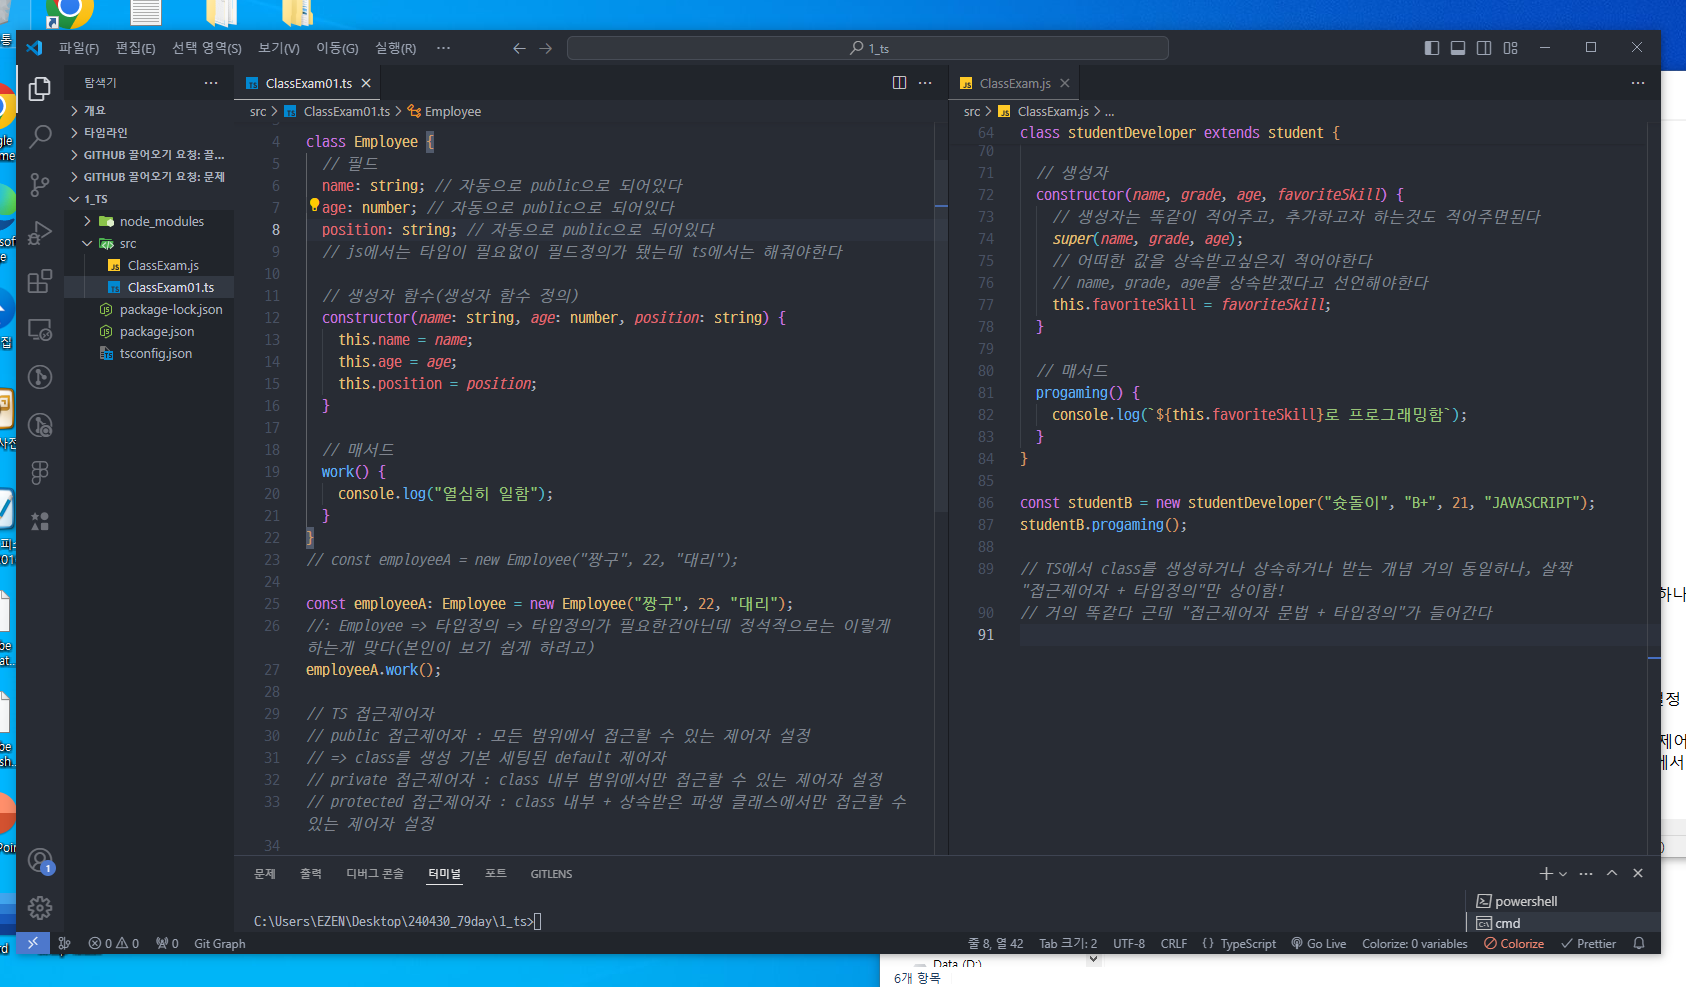 파일(F) 편집(E) 선택 영역(S) 보기(V) 이동(G) 실행(R) ··· 1_ts
탐색기 ···
개요
타임라인
GITHUB 끌어오기 요청: 끌...
GITHUB 끌어오기 요청: 문제
1_TS
node_modules
src
JS ClassExam.js
TS ClassExam01.ts
package-lock.json
package.json
tsconfig.json
TS ClassExam01.ts
src > TS ClassExam01.ts > Employee
4 class Employee {
5 // 필드
6 name: string; // 자동으로 public으로 되어있다
7 age: number; // 자동으로 public으로 되어있다
8 position: string; // 자동으로 public으로 되어있다
9 // js에서는 타입이 필요없이 필드정의가 됐는데 ts에서는 해줘야한다
10
11 // 생성자 함수(생성자 함수 정의)
12 constructor(name: string, age: number, position: string) {
13 this.name = name;
14 this.age = age;
15 this.position = position;
16 }
17
18 // 매서드
19 work() {
20 console.log("열심히 일함");
21 }
22 }
23 // const employeeA = new Employee("짱구", 22, "대리");
24
25 const employeeA: Employee = new Employee("짱구", 22, "대리");
26 //: Employee => 타입정의 => 타입정의가 필요한건아닌데 정석적으로는 이렇게
하는게 맞다(본인이 보기 쉽게 하려고)
27 employeeA.work();
28
29 // TS 접근제어자
30 // public 접근제어자 : 모든 범위에서 접근할 수 있는 제어자 설정
31 // => class를 생성 기본 세팅된 default 제어자
32 // private 접근제어자 : class 내부 범위에서만 접근할 수 있는 제어자 설정
33 // protected 접근제어자 : class 내부 + 상속받은 파생 클래스에서만 접근할 수
있는 제어자 설정
34
JS ClassExam.js
src > JS ClassExam.js > ...
64 class studentDeveloper extends student {
70
71 // 생성자
72 constructor(name, grade, age, favoriteSkill) {
73 // 생성자는 똑같이 적어주고, 추가하고자 하는것도 적어주면된다
74 super(name, grade, age);
75 // 어떠한 값을 상속받고싶은지 적어야한다
76 // name, grade, age를 상속받겠다고 선언해야한다
77 this.favoriteSkill = favoriteSkill;
78 }
79
80 // 매서드
81 progaming() {
82 console.log(`${this.favoriteSkill}로 프로그래밍함`);
83 }
84 }
85
86 const studentB = new studentDeveloper("슛돌이", "B+", 21, "JAVASCRIPT");
87 studentB.progaming();
88
89 // TS에서 class를 생성하거나 상속하거나 받는 개념 거의 동일하나, 살짝
"접근제어자 + 타입정의"만 상이함!
90 // 거의 똑같다 근데 "접근제어자 문법 + 타입정의"가 들어간다
91
문제 출력 디버그 콘솔 터미널 포트 GITLENS
C:\Users\EZEN\Desktop\240430_79day\1_ts>
powershell
cmd
1
0 0 0 Git Graph 줄 8, 열 42 Tab 크기: 2 UTF-8 CRLF {} TypeScript Go Live Colorize: 0 variables Colorize Prettier
Data (D:)
6개 항목
하나
제어
에서